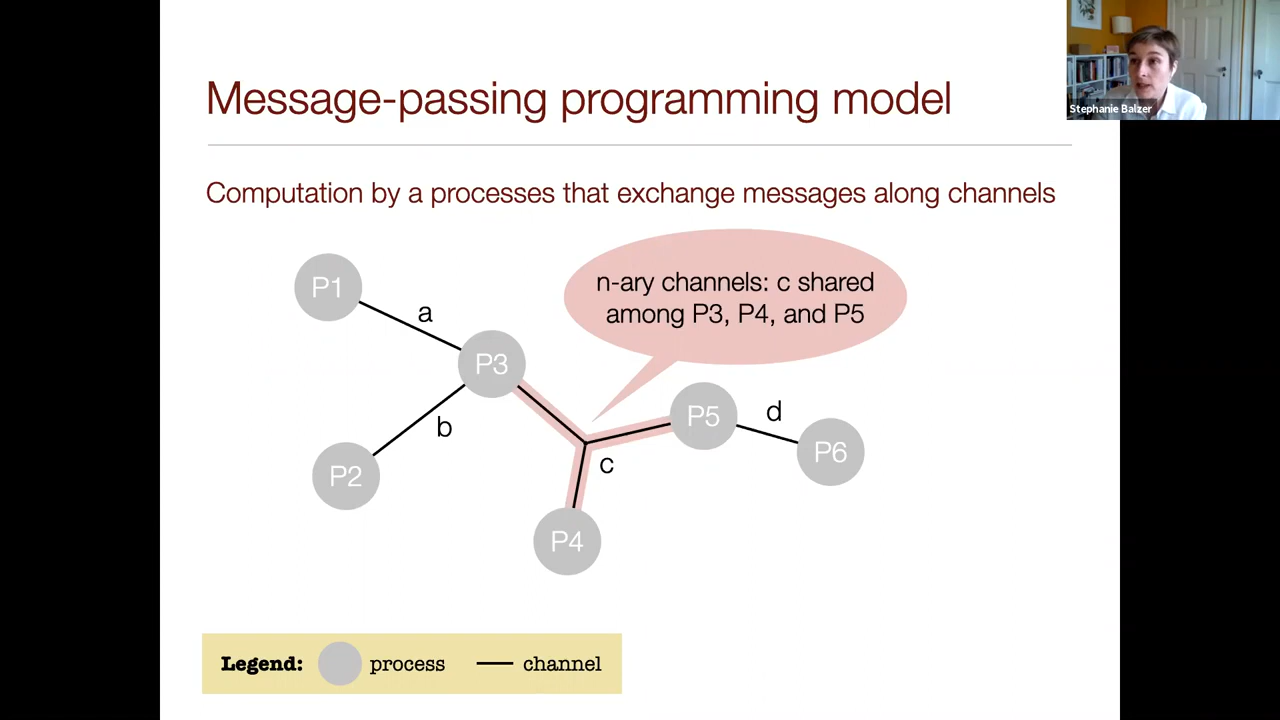 Stephanie Balzer
Message-passing programming model
Computation by a processes that exchange messages along channels
n-ary channels: c shared
among P3, P4, and P5
P1
a
P3
b
P2
c
P5
d
P6
P4
Legend: process channel